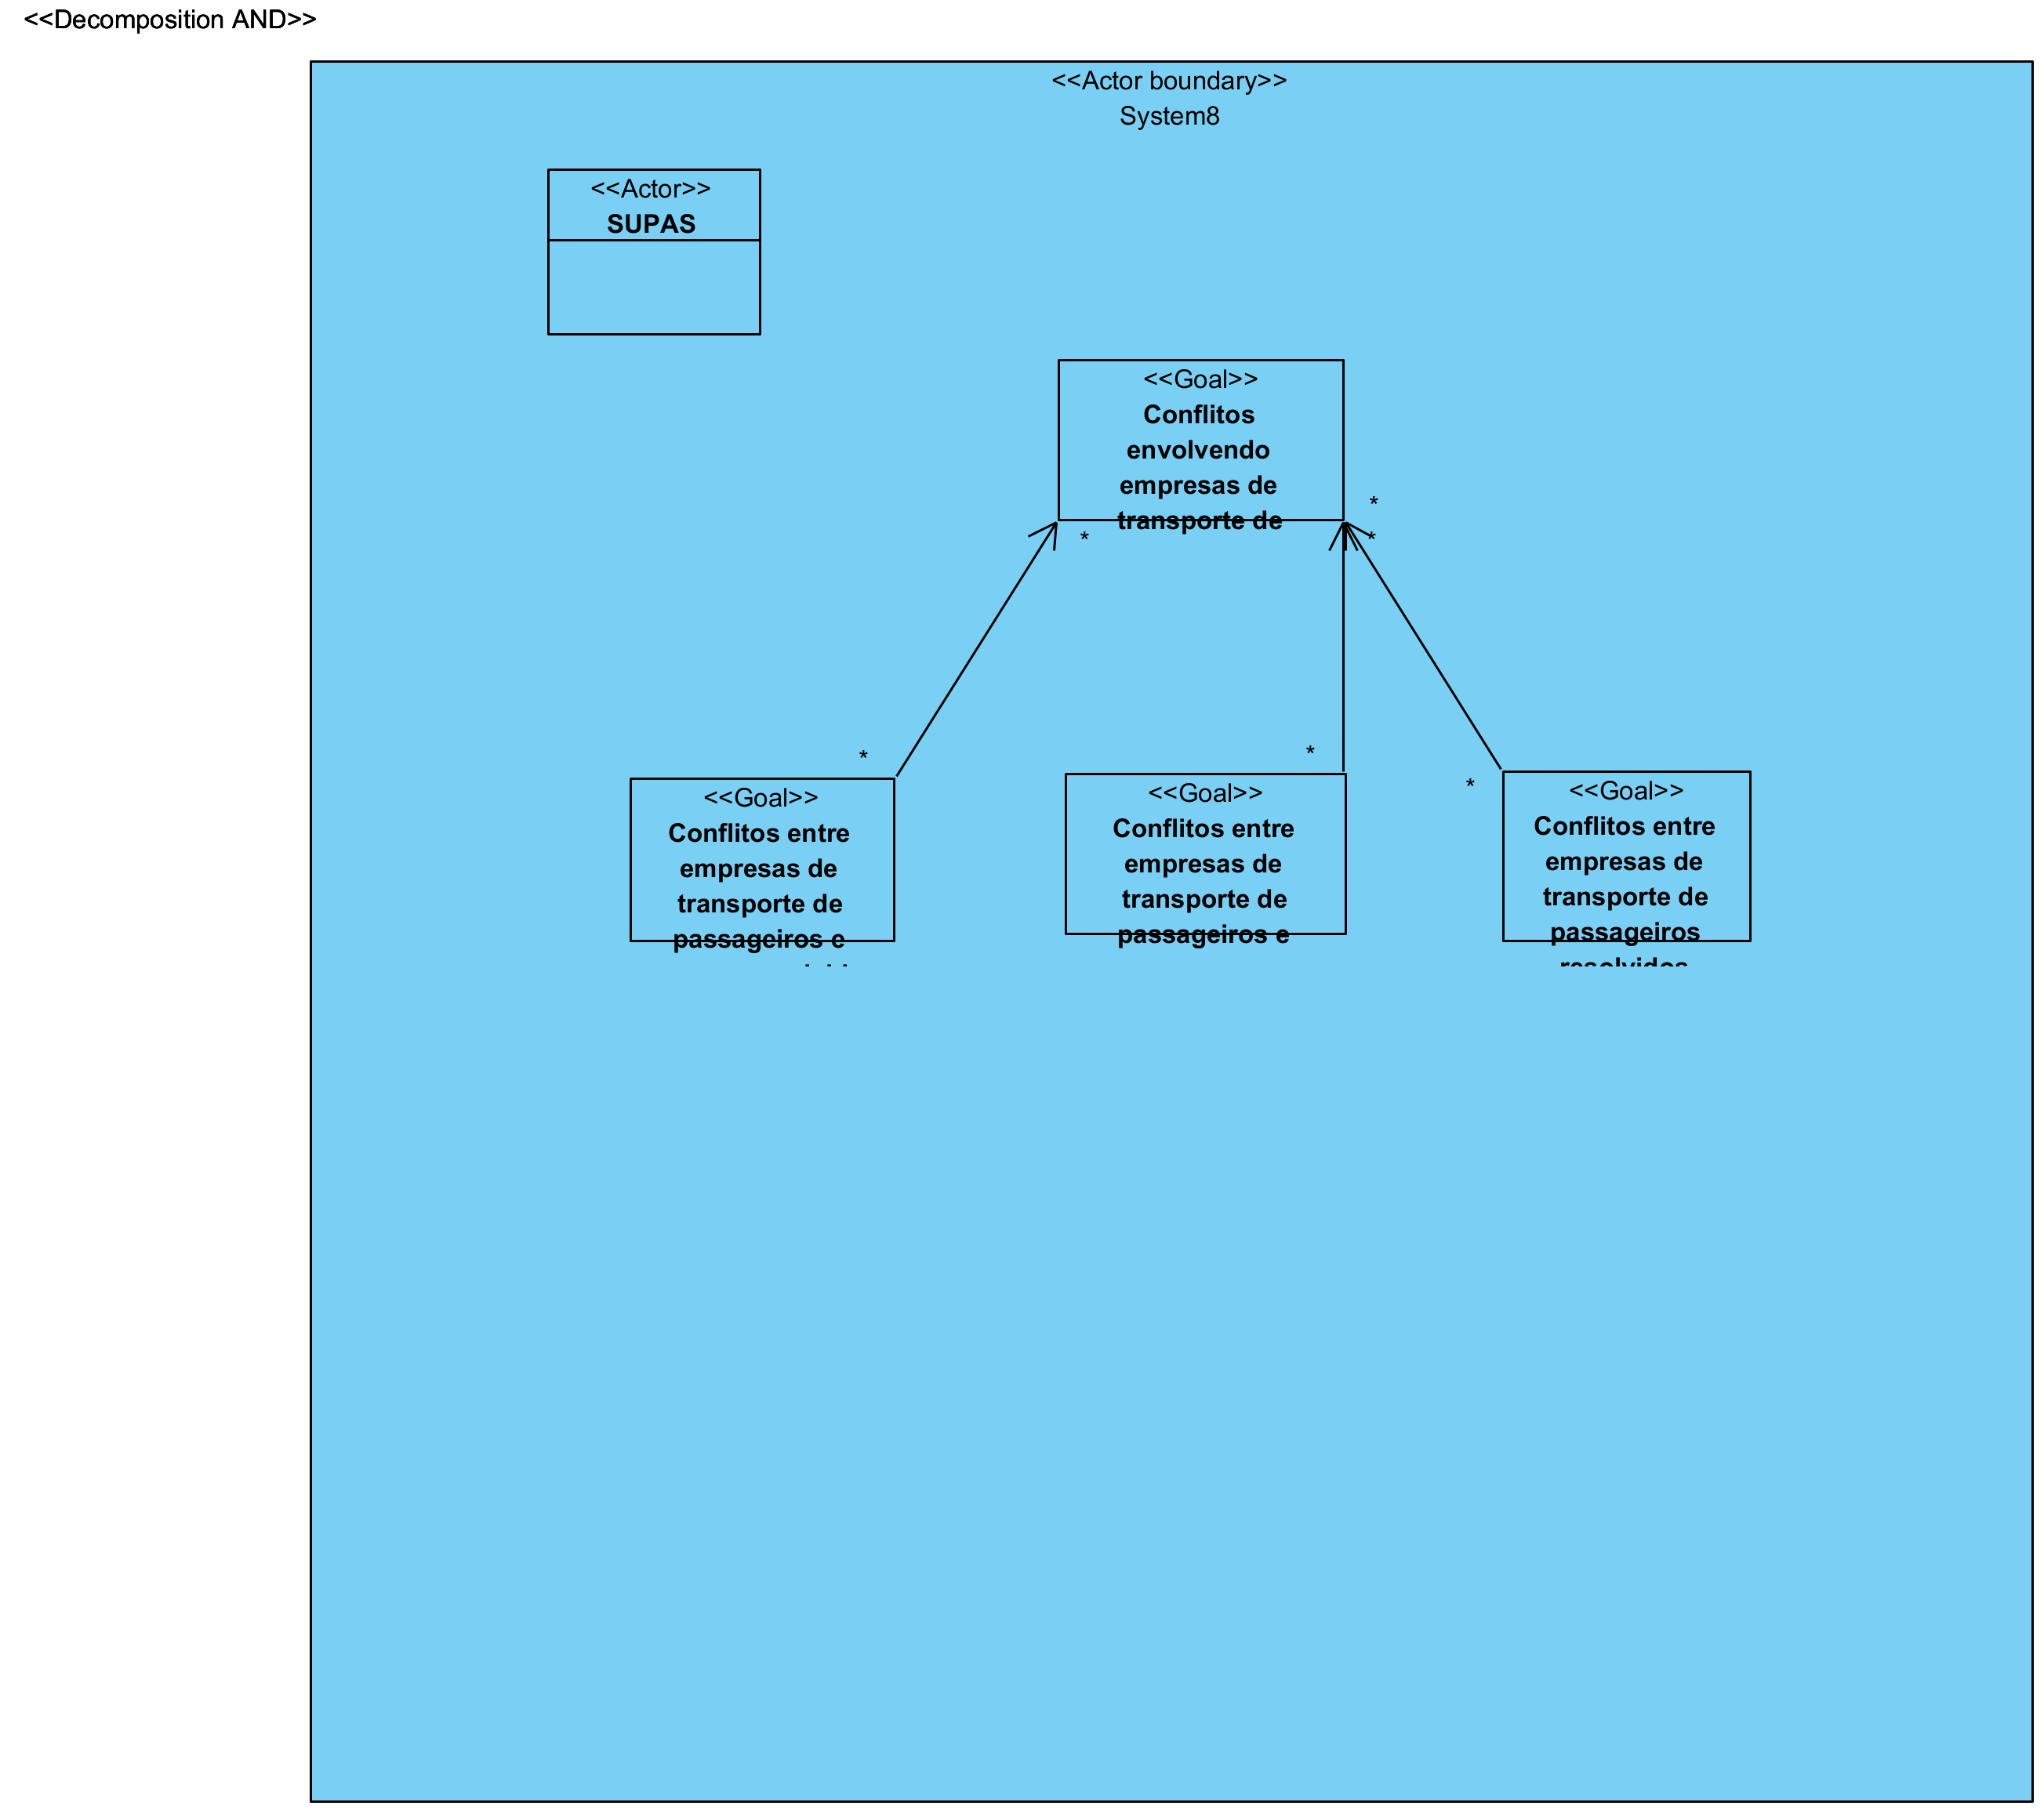 <<Decomposition AND>>
<<Actor boundary>>
System8
<<Actor>>
SUPAS
<<Goal>>
Conflitos
envolvendo
empresas de
transporte de
*
*
*
*
*
*
<<Goal>>
Conflitos entre
empresas de
transporte de
passageiros e
<<Goal>>
Conflitos entre
empresas de
transporte de
passageiros e
<<Goal>>
Conflitos entre
empresas de
transporte de
passageiros
resolvidos